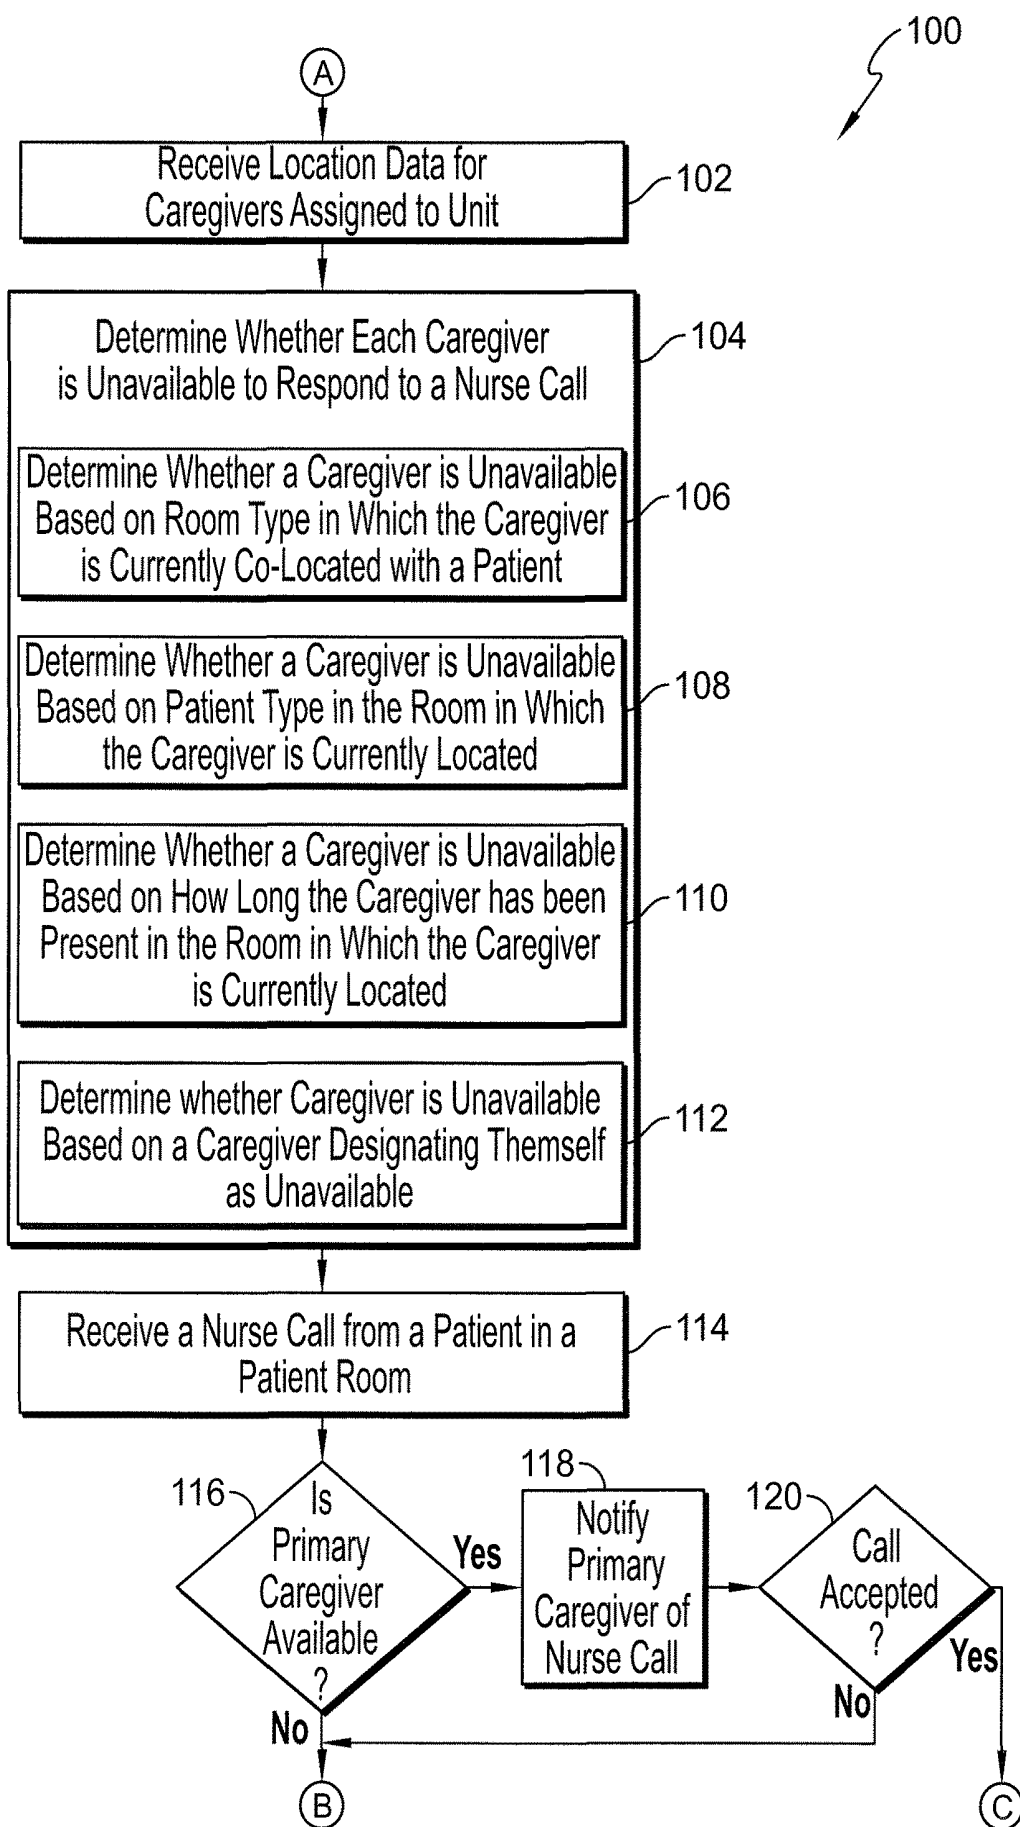 100
A
Receive Location Data for
Caregivers Assigned to Unit
102
Determine Whether Each Caregiver
is Unavailable to Respond to a Nurse Call
104
Determine Whether a Caregiver is Unavailable
Based on Room Type in Which the Caregiver
is Currently Co-Located with a Patient
106
Determine Whether a Caregiver is Unavailable
Based on Patient Type in the Room in Which
the Caregiver is Currently Located
108
Determine Whether a Caregiver is Unavailable
Based on How Long the Caregiver has been
Present in the Room in Which the Caregiver
is Currently Located
110
Determine whether Caregiver is Unavailable
Based on a Caregiver Designating Themself
as Unavailable
112
Receive a Nurse Call from a Patient in a
Patient Room
114
116
Is
Primary
Caregiver
Available
?
Yes
No
118
Notify
Primary
Caregiver of
Nurse Call
120
Call
Accepted
?
Yes
No
B
C